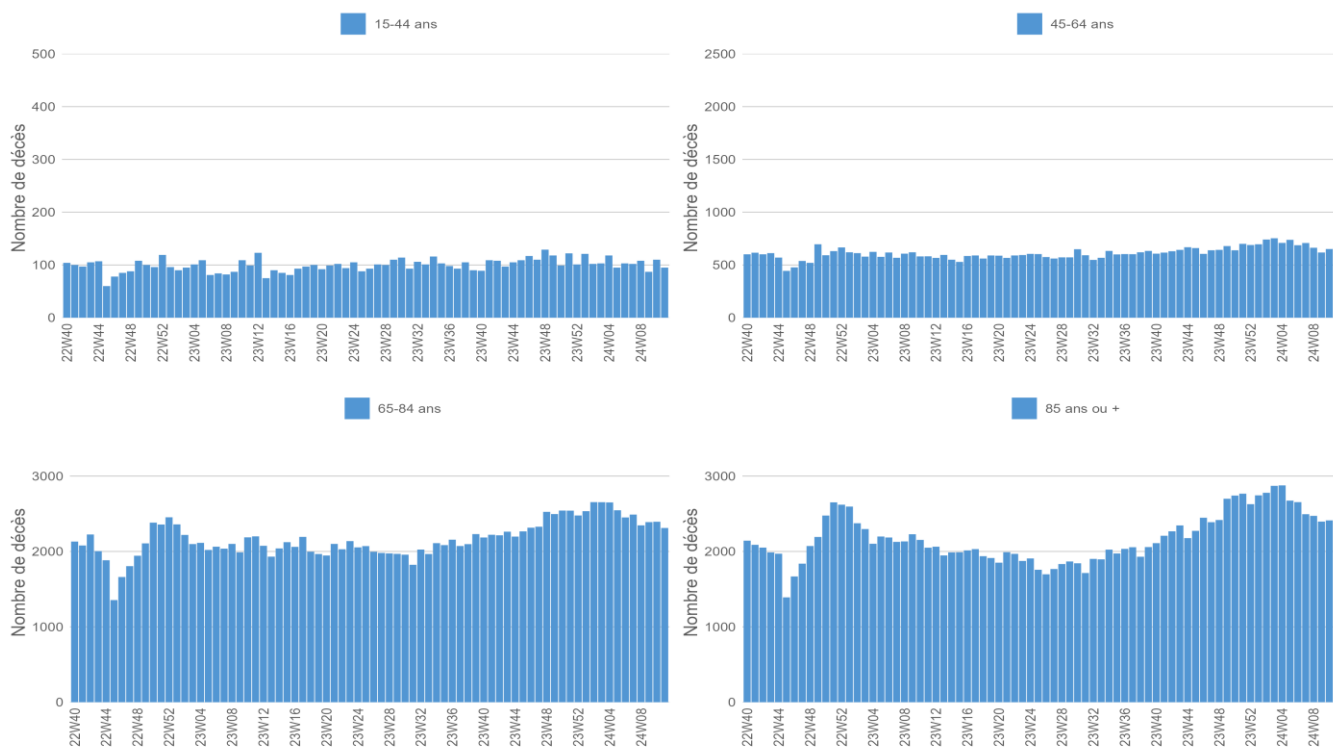 15-44 ans
500
400
300
200
100
0
Nombre de décès
22W40
22W44
22W48
22W52
23W04
23W08
23W12
23W16
23W20
23W24
23W28
23W32
23W36
23W40
23W44
23W48
23W52
24W04
24W08
45-64 ans
2500
2000
1500
1000
500
0
Nombre de décès
22W40
22W44
22W48
22W52
23W04
23W08
23W12
23W16
23W20
23W24
23W28
23W32
23W36
23W40
23W44
23W48
23W52
24W04
24W08
65-84 ans
3000
2000
1000
0
Nombre de décès
22W40
22W44
22W48
22W52
23W04
23W08
23W12
23W16
23W20
23W24
23W28
23W32
23W36
23W40
23W44
23W48
23W52
24W04
24W08
85 ans ou +
3000
2000
1000
0
Nombre de décès
22W40
22W44
22W48
22W52
23W04
23W08
23W12
23W16
23W20
23W24
23W28
23W32
23W36
23W40
23W44
23W48
23W52
24W04
24W08